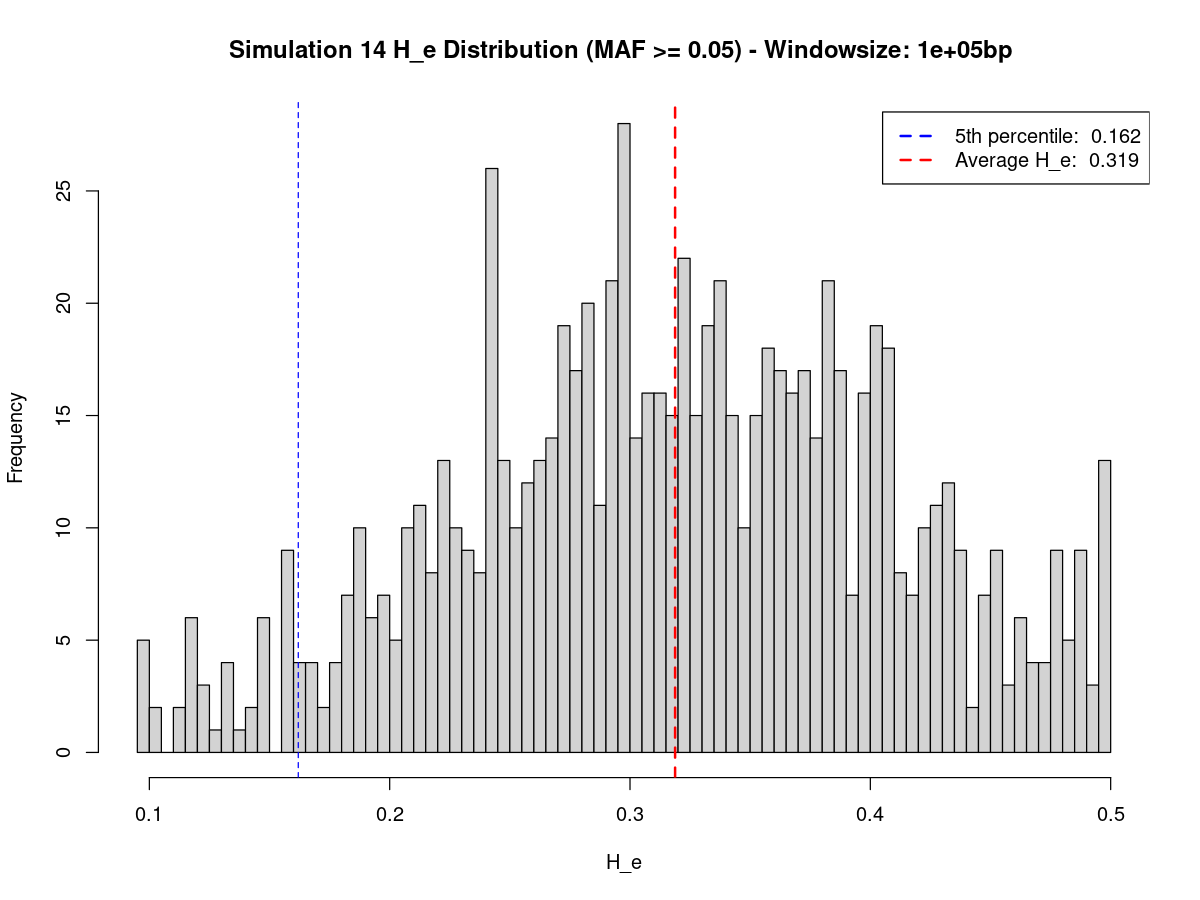 Simulation 14 H_e Distribution (MAF >= 0.05) - Windowsize: 1e+05bp
5th percentile: 0.162
Average H_e: 0.319
Frequency
25
20
15
10
5
0
0.1
0.2
0.3
0.4
0.5
H_e